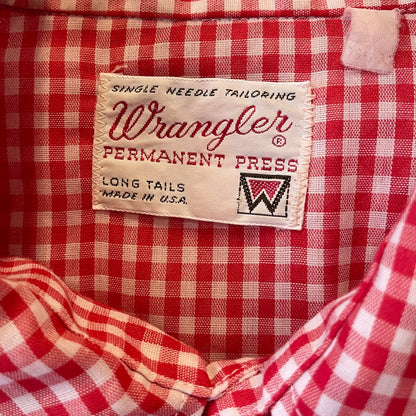 SINGLE NEEDLE TAILORING
Wrangler®
PERMANENT PRESS
LONG TAILS
MADE IN U.S.A.
W